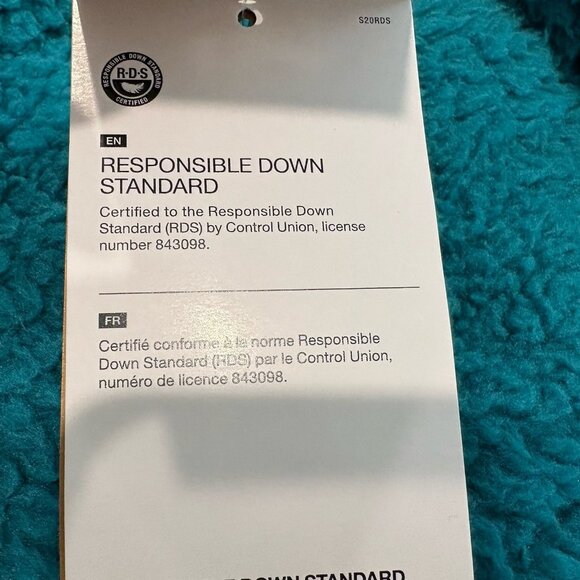 S20RDS
RESPONSIBLE DOWN STANDARD
R·D·S
CERTIFIED
EN
RESPONSIBLE DOWN
STANDARD
Certified to the Responsible Down
Standard (RDS) by Control Union, license
number 843098.
FR
Certifié conforme à la norme Responsible
Down Standard (RDS) par le Control Union,
numéro de licence 843098.
DOWN STANDARD